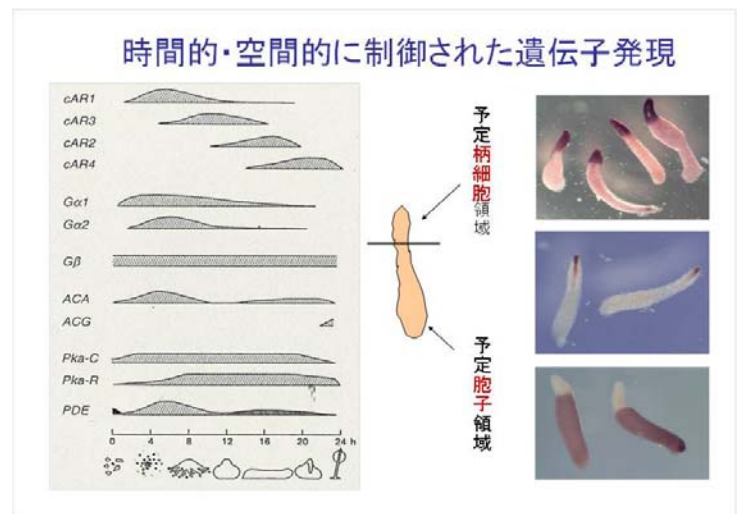 時間的・空間的に制御された遺伝子発現
cAR1
cAR3
cAR2
cAR4
Gα1
Gα2
Gβ
ACA
ACG
Pka-C
Pka-R
PDE
0 4 8 12 16 20 24 h
予定柄細胞領域
予定胞子領域